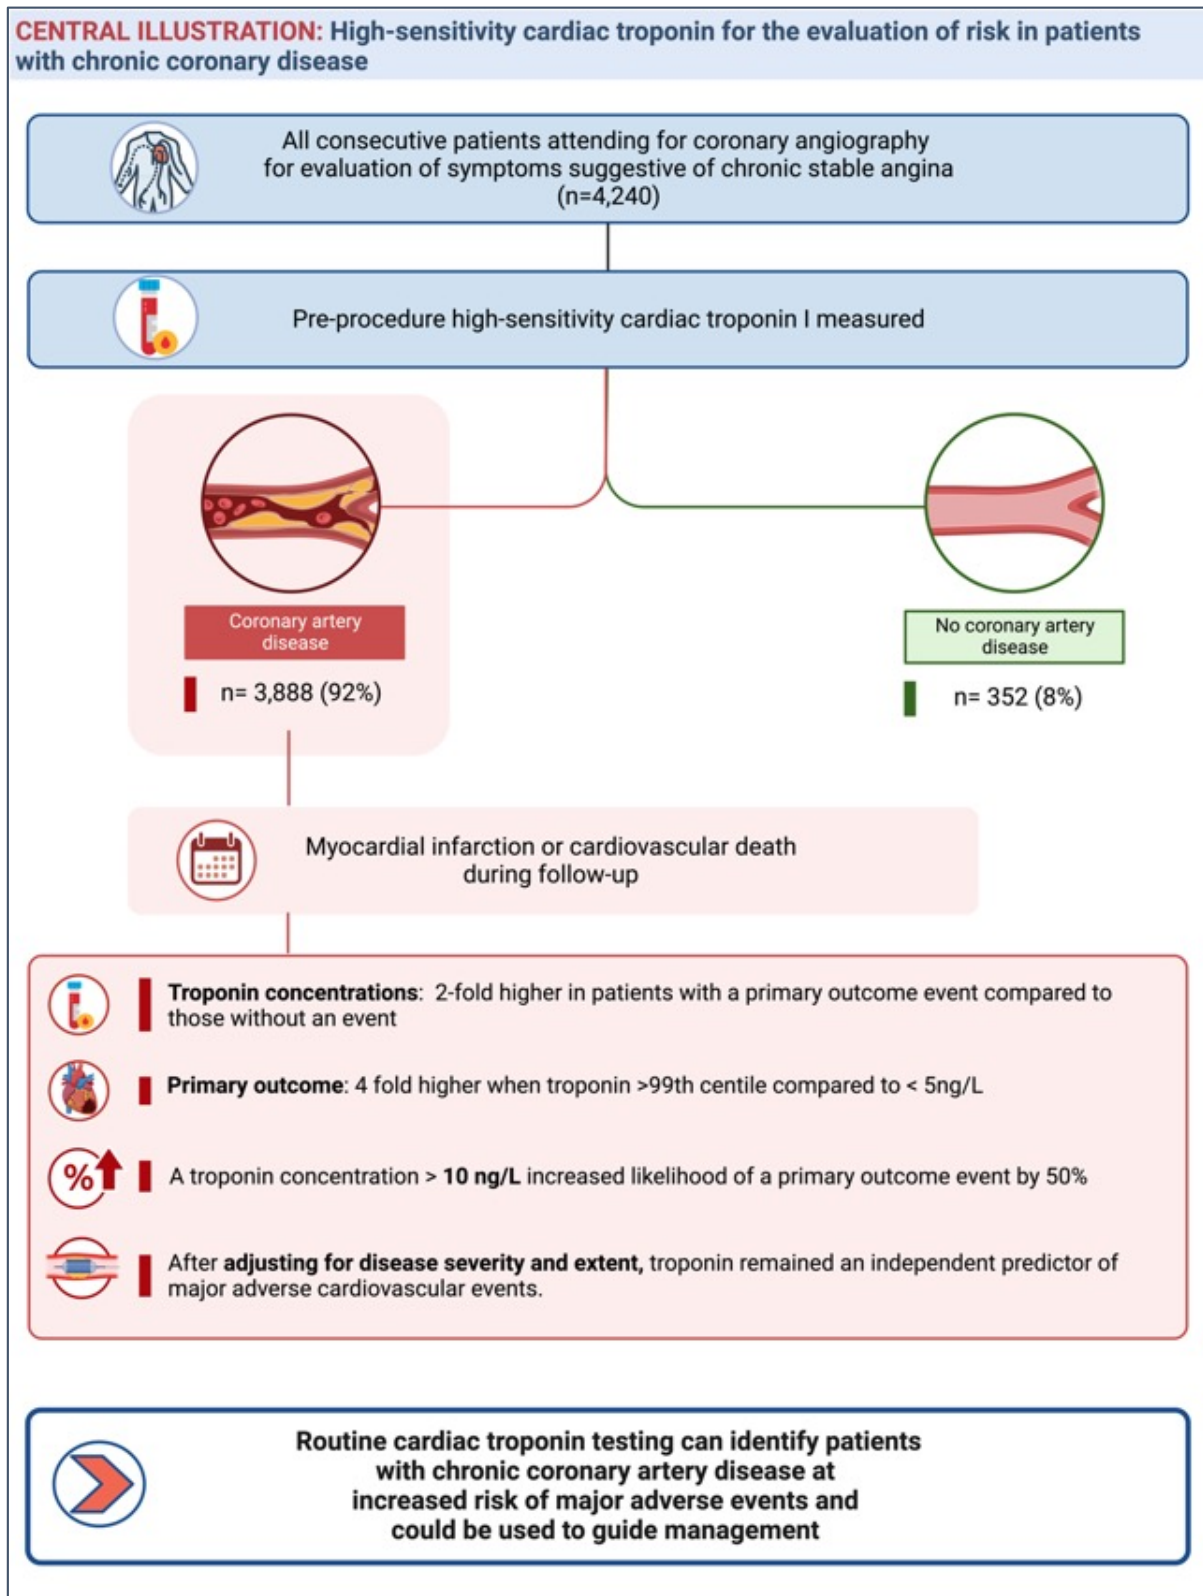 CENTRAL ILLUSTRATION: High-sensitivity cardiac troponin for the evaluation of risk in patients
with chronic coronary disease
All consecutive patients attending for coronary angiography
for evaluation of symptoms suggestive of chronic stable angina
(n=4,240)
Pre-procedure high-sensitivity cardiac troponin I measured
Coronary artery
disease
n= 3,888 (92%)
No coronary artery
disease
n= 352 (8%)
Myocardial infarction or cardiovascular death
during follow-up
Troponin concentrations: 2-fold higher in patients with a primary outcome event compared to
those without an event
Primary outcome: 4 fold higher when troponin >99th centile compared to < 5ng/L
%
A troponin concentration > 10 ng/L increased likelihood of a primary outcome event by 50%
After adjusting for disease severity and extent, troponin remained an independent predictor of
major adverse cardiovascular events.
Routine cardiac troponin testing can identify patients
with chronic coronary artery disease at
increased risk of major adverse events and
could be used to guide management